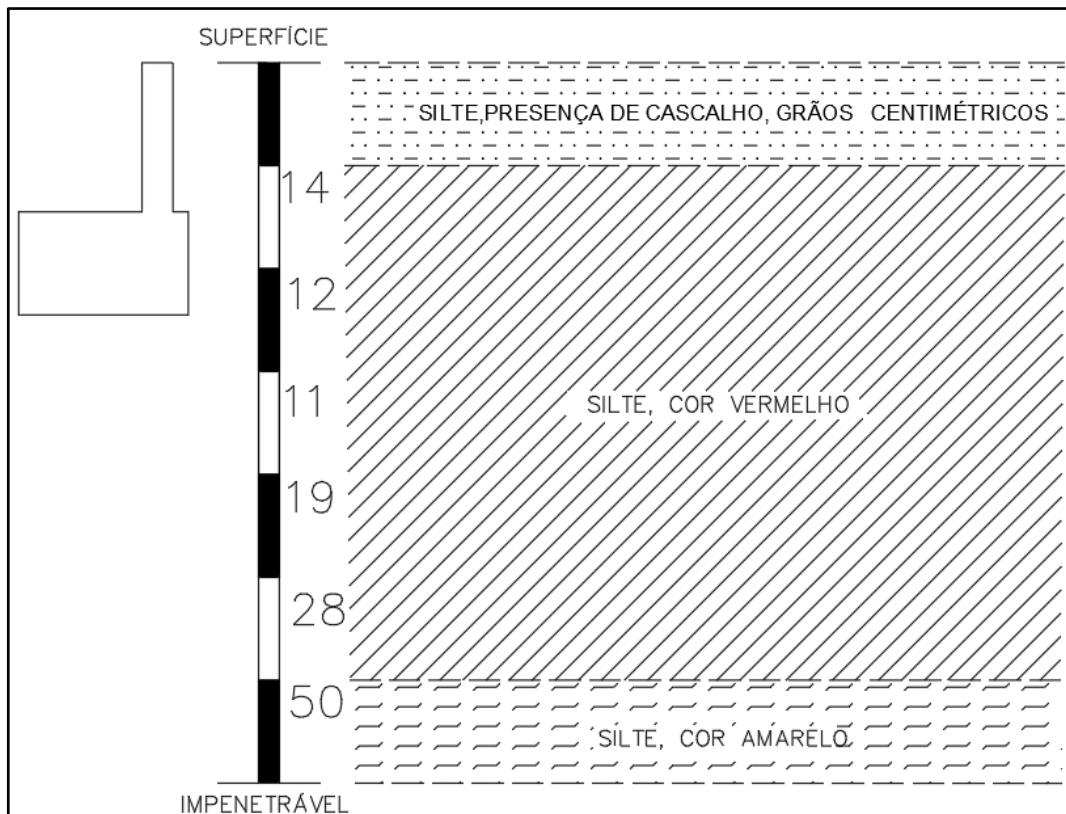 SUPERFÍCIE
SILTE,PRESENÇA DE CASCALHO, GRÃOS CENTIMÉTRICOS
14
12
11
SILTE, COR VERMELHO
19
28
50
SILTE, COR AMARELO
IMPENETRÁVEL